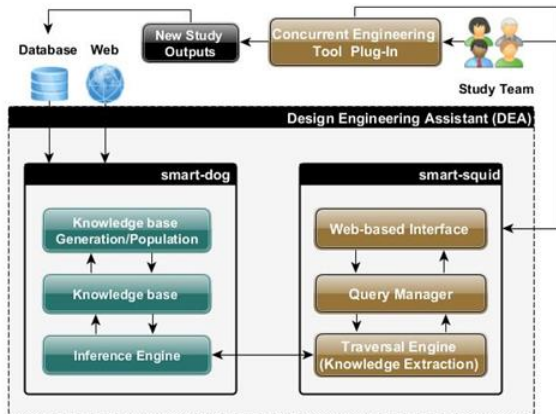 New Study
Outputs
Concurrent Engineering
Tool Plug-In
Database
Web
Study Team
Design Engineering Assistant (DEA)
smart-dog
Knowledge base
Generation/Population
Knowledge base
Inference Engine
smart-squid
Web-based Interface
Query Manager
Traversal Engine
(Knowledge Extraction)